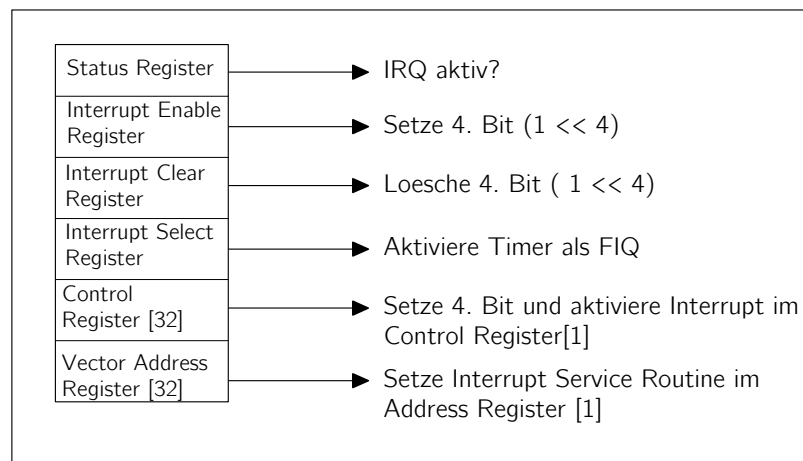 Status Register
IRQ aktiv?
Interrupt Enable
Register
Setze 4. Bit (1 << 4)
Interrupt Clear
Register
Loesche 4. Bit ( 1 << 4)
Interrupt Select
Register
Aktiviere Timer als FIQ
Control
Register [32]
Setze 4. Bit und aktiviere Interrupt im
Control Register[1]
Vector Address
Register [32]
Setze Interrupt Service Routine im
Address Register [1]